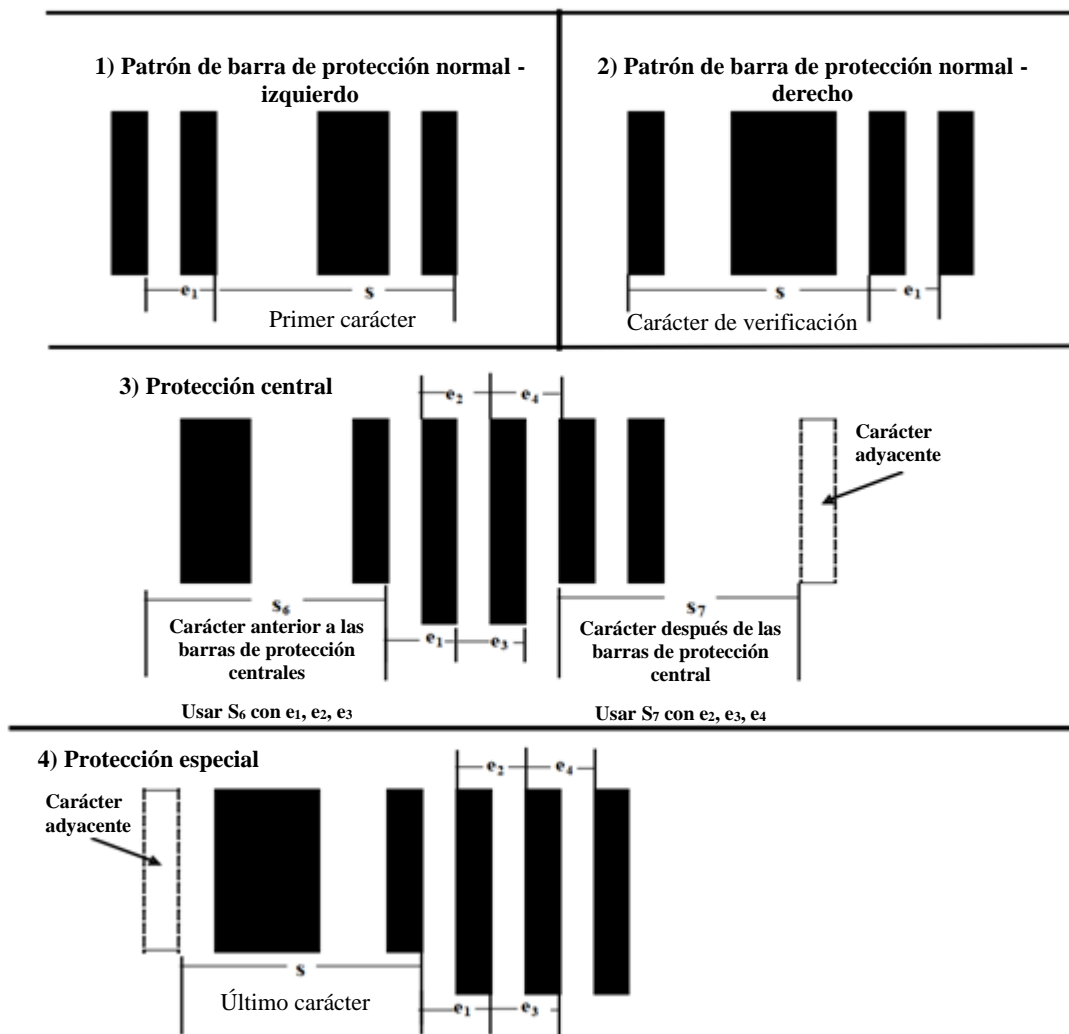 1) Patrón de barra de protección normal -
izquierdo
e₁
s
Primer carácter
2) Patrón de barra de protección normal -
derecho
s
e₁
Carácter de verificación
3) Protección central
e₂
e₄
Carácter
adyacente
s₆
s₇
Carácter anterior a las
barras de protección
centrales
e₁
e₃
Carácter después de las
barras de protección
central
Usar S₆ con e₁, e₂, e₃
Usar S₇ con e₂, e₃, e₄
4) Protección especial
e₂
e₄
Carácter
adyacente
s
Último carácter
e₁
e₃